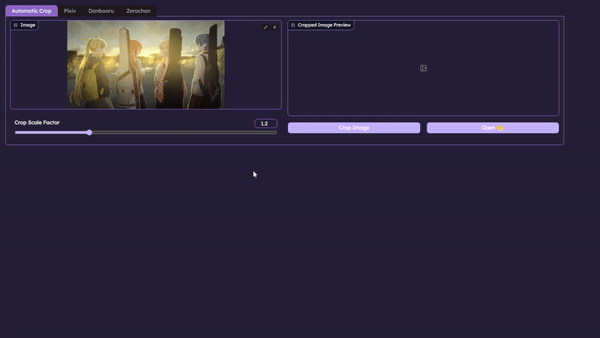 Automatic Crop Pixiv Danbooru Zerochan
Image
Cropped Image Preview
Crop Scale Factor
1.2
Crop Image
Open